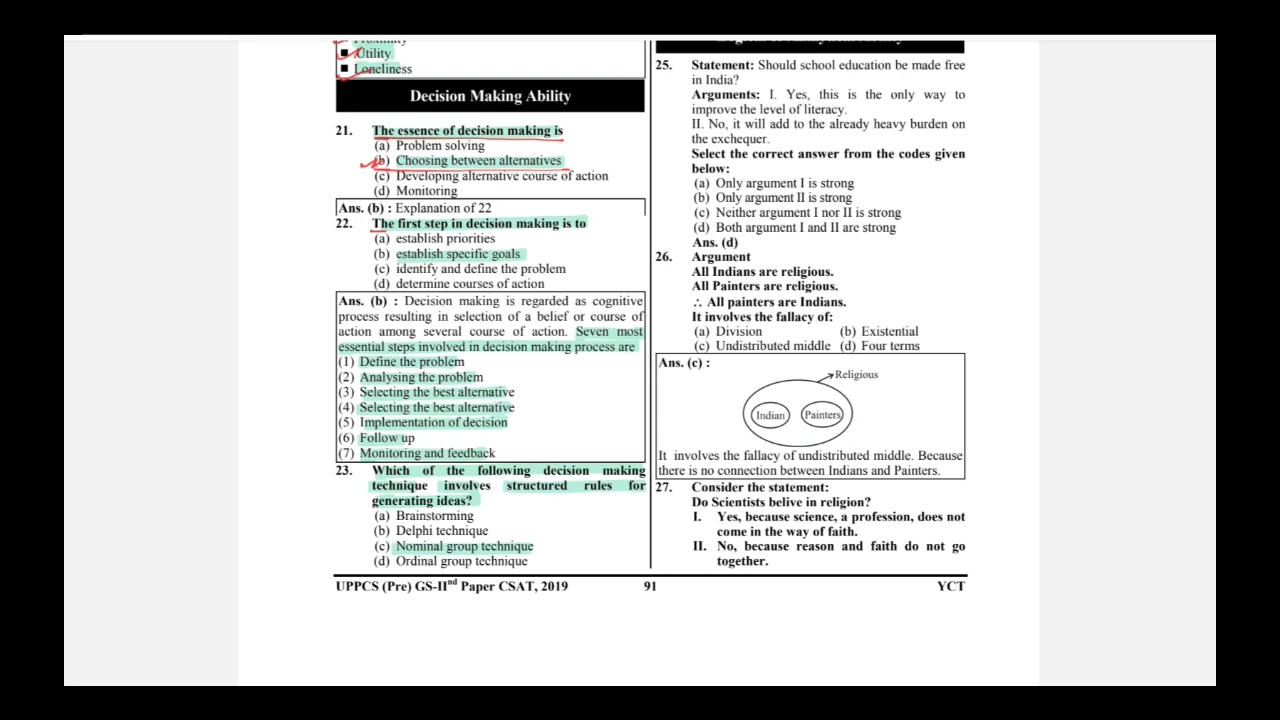 Proximity
■ Utility
■ Loneliness
Decision Making Ability
21. The essence of decision making is
(a) Problem solving
(b) Choosing between alternatives
(c) Developing alternative course of action
(d) Monitoring
Ans. (b) : Explanation of 22
22. The first step in decision making is to
(a) establish priorities
(b) establish specific goals
(c) identify and define the problem
(d) determine courses of action
Ans. (b) : Decision making is regarded as cognitive
process resulting in selection of a belief or course of
action among several course of action. Seven most
essential steps involved in decision making process are
(1) Define the problem
(2) Analysing the problem
(3) Selecting the best alternative
(4) Selecting the best alternative
(5) Implementation of decision
(6) Follow up
(7) Monitoring and feedback
23. Which of the following decision making
technique involves structured rules for
generating ideas?
(a) Brainstorming
(b) Delphi technique
(c) Nominal group technique
(d) Ordinal group technique
25. Statement: Should school education be made free
in India?
Arguments: I. Yes, this is the only way to
improve the level of literacy.
II. No, it will add to the already heavy burden on
the exchequer.
Select the correct answer from the codes given
below:
(a) Only argument I is strong
(b) Only argument II is strong
(c) Neither argument I nor II is strong
(d) Both argument I and II are strong
Ans. (d)
26. Argument
All Indians are religious.
All Painters are religious.
∴ All painters are Indians.
It involves the fallacy of:
(a) Division (b) Existential
(c) Undistributed middle (d) Four terms
Ans. (c) :
Religious
Indian Painters
It involves the fallacy of undistributed middle. Because
there is no connection between Indians and Painters.
27. Consider the statement:
Do Scientists belive in religion?
I. Yes, because science, a profession, does not
come in the way of faith.
II. No, because reason and faith do not go
together.
UPPCS (Pre) GS-IInd Paper CSAT, 2019 91 YCT